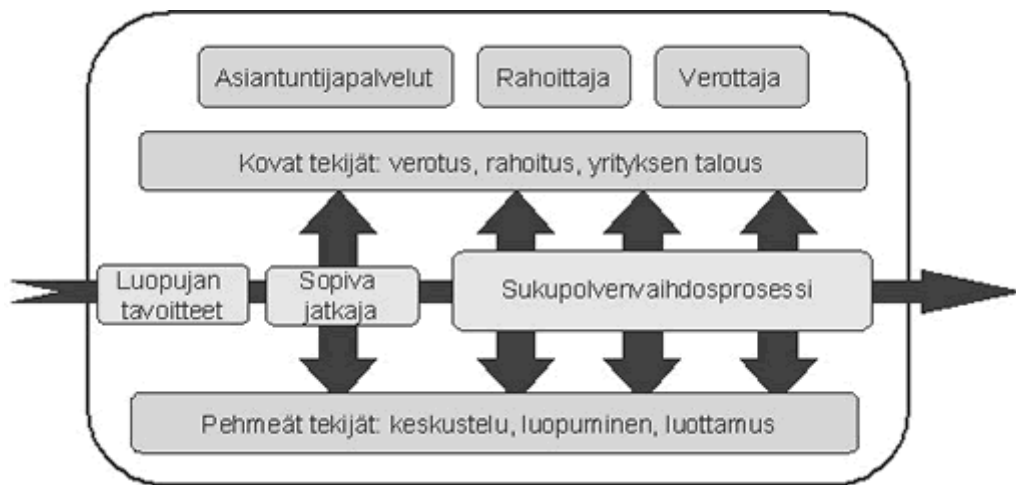 Asiantuntijapalvelut
Rahoittaja
Verottaja
Kovat tekijät: verotus, rahoitus, yrityksen talous
Luopujan
tavoitteet
Sopiva
jatkaja
Sukupolvenvaihdosprosessi
Pehmeät tekijät: keskustelu, luopuminen, luottamus